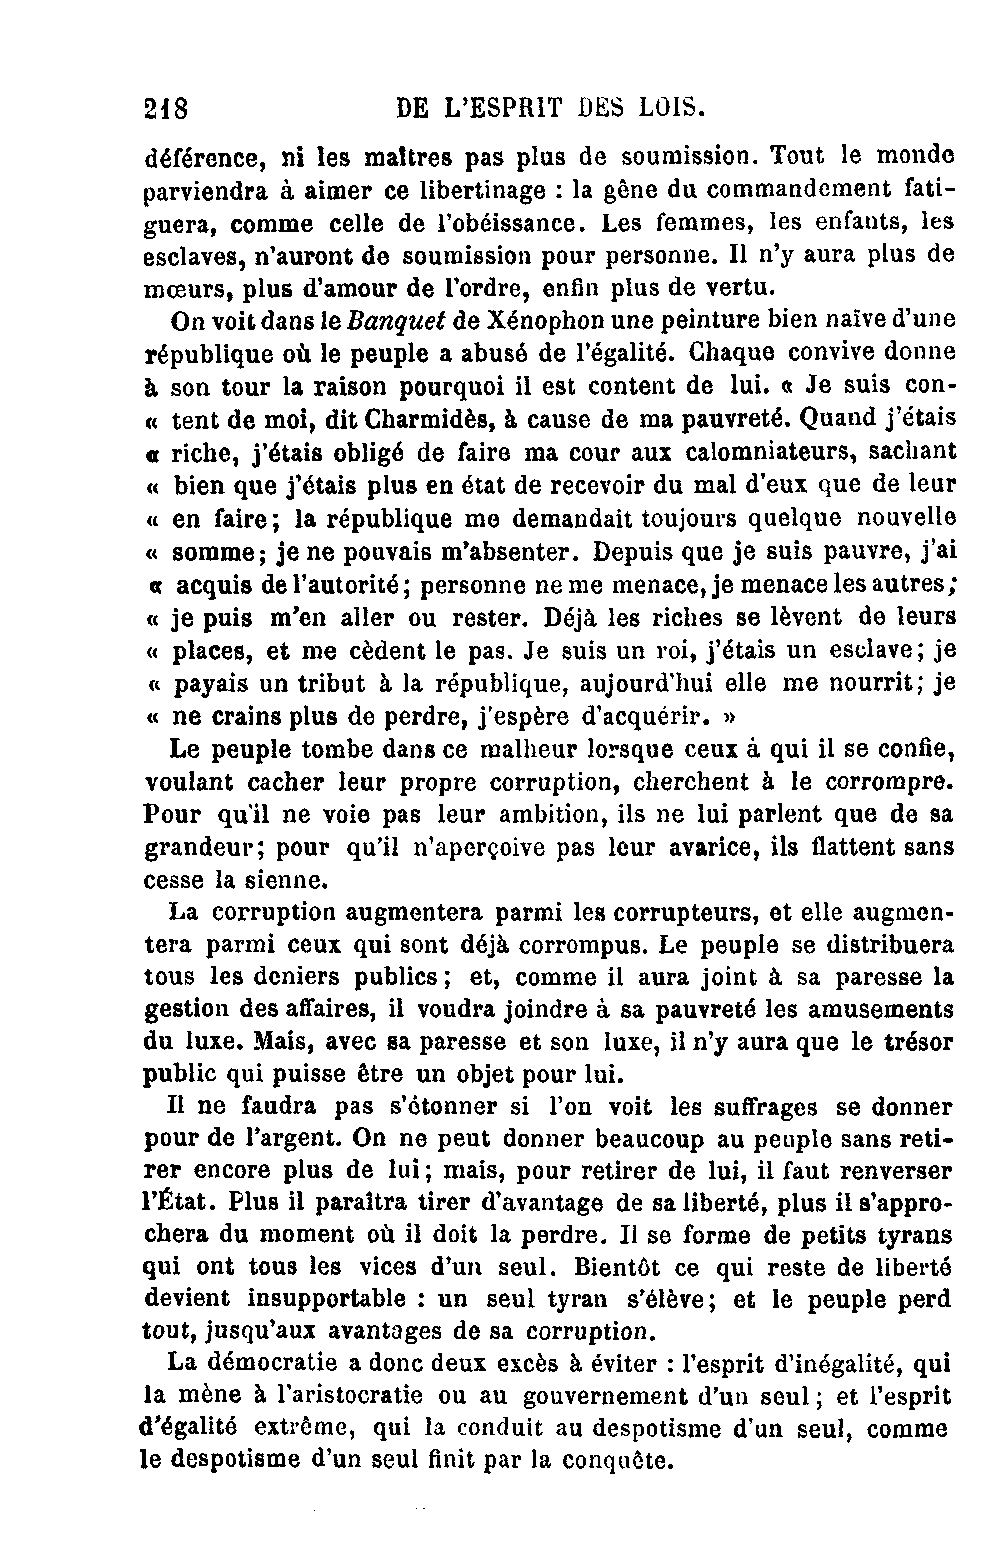 218 DE L'ESPRIT DES LOIS.
déférence, ni les maîtres pas plus de soumission. Tout le monde
parviendra à aimer ce libertinage : la gêne du commandement fati-
guera, comme celle de l'obéissance. Les femmes, les enfants, les
esclaves, n'auront de soumission pour personne. Il n'y aura plus de
mœurs, plus d'amour de l'ordre, enfin plus de vertu.
On voit dans le Banquet de Xénophon une peinture bien naïve d'une
république où le peuple a abusé de l'égalité. Chaque convive donne
à son tour la raison pourquoi il est content de lui. « Je suis con-
« tent de moi, dit Charmidès, à cause de ma pauvreté. Quand j'étais
« riche, j'étais obligé de faire ma cour aux calomniateurs, sachant
« bien que j'étais plus en état de recevoir du mal d'eux que de leur
« en faire; la république me demandait toujours quelque nouvelle
« somme; je ne pouvais m'absenter. Depuis que je suis pauvre, j'ai
« acquis de l'autorité; personne ne me menace, je menace les autres;
« je puis m'en aller ou rester. Déjà les riches se lèvent de leurs
« places, et me cèdent le pas. Je suis un roi, j'étais un esclave; je
« payais un tribut à la république, aujourd'hui elle me nourrit; je
« ne crains plus de perdre, j'espère d'acquérir. »
Le peuple tombe dans ce malheur lorsque ceux à qui il se confie,
voulant cacher leur propre corruption, cherchent à le corrompre.
Pour qu'il ne voie pas leur ambition, ils ne lui parlent que de sa
grandeur; pour qu'il n'aperçoive pas leur avarice, ils flattent sans
cesse la sienne.
La corruption augmentera parmi les corrupteurs, et elle augmen-
tera parmi ceux qui sont déjà corrompus. Le peuple se distribuera
tous les deniers publics; et, comme il aura joint à sa paresse la
gestion des affaires, il voudra joindre à sa pauvreté les amusements
du luxe. Mais, avec sa paresse et son luxe, il n'y aura que le trésor
public qui puisse être un objet pour lui.
Il ne faudra pas s'étonner si l'on voit les suffrages se donner
pour de l'argent. On ne peut donner beaucoup au peuple sans reti-
rer encore plus de lui; mais, pour retirer de lui, il faut renverser
l'État. Plus il paraîtra tirer d'avantage de sa liberté, plus il s'appro-
chera du moment où il doit la perdre. Il se forme de petits tyrans
qui ont tous les vices d'un seul. Bientôt ce qui reste de liberté
devient insupportable : un seul tyran s'élève; et le peuple perd
tout, jusqu'aux avantages de sa corruption.
La démocratie a donc deux excès à éviter : l'esprit d'inégalité, qui
la mène à l'aristocratie ou au gouvernement d'un seul; et l'esprit
d'égalité extrême, qui la conduit au despotisme d'un seul, comme
le despotisme d'un seul finit par la conquête.